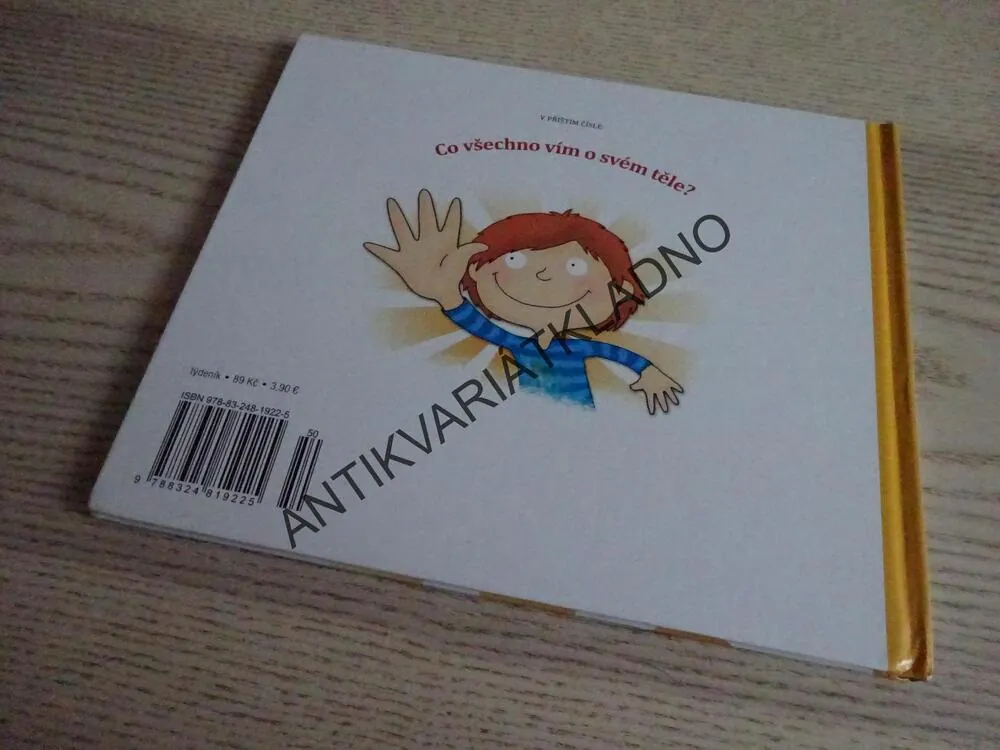 V PŘÍŠTÍM ČÍSLE:
Co všechno vím o svém těle?
ANTIKVARIATKLADNO
Týdeník • 89 Kč • 3,90 €
ISBN 978-83-248-1922-5
50
9 788324 819225